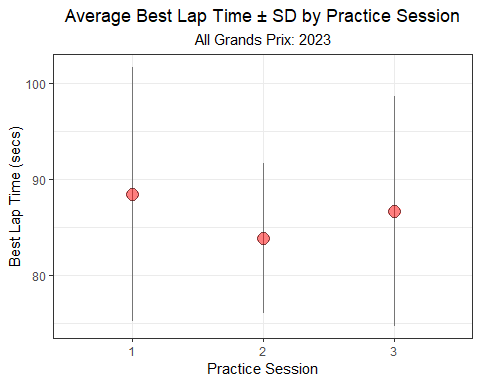 Average Best Lap Time ± SD by Practice Session
All Grands Prix: 2023
Best Lap Time (secs)
100
90
80
1 2 3
Practice Session